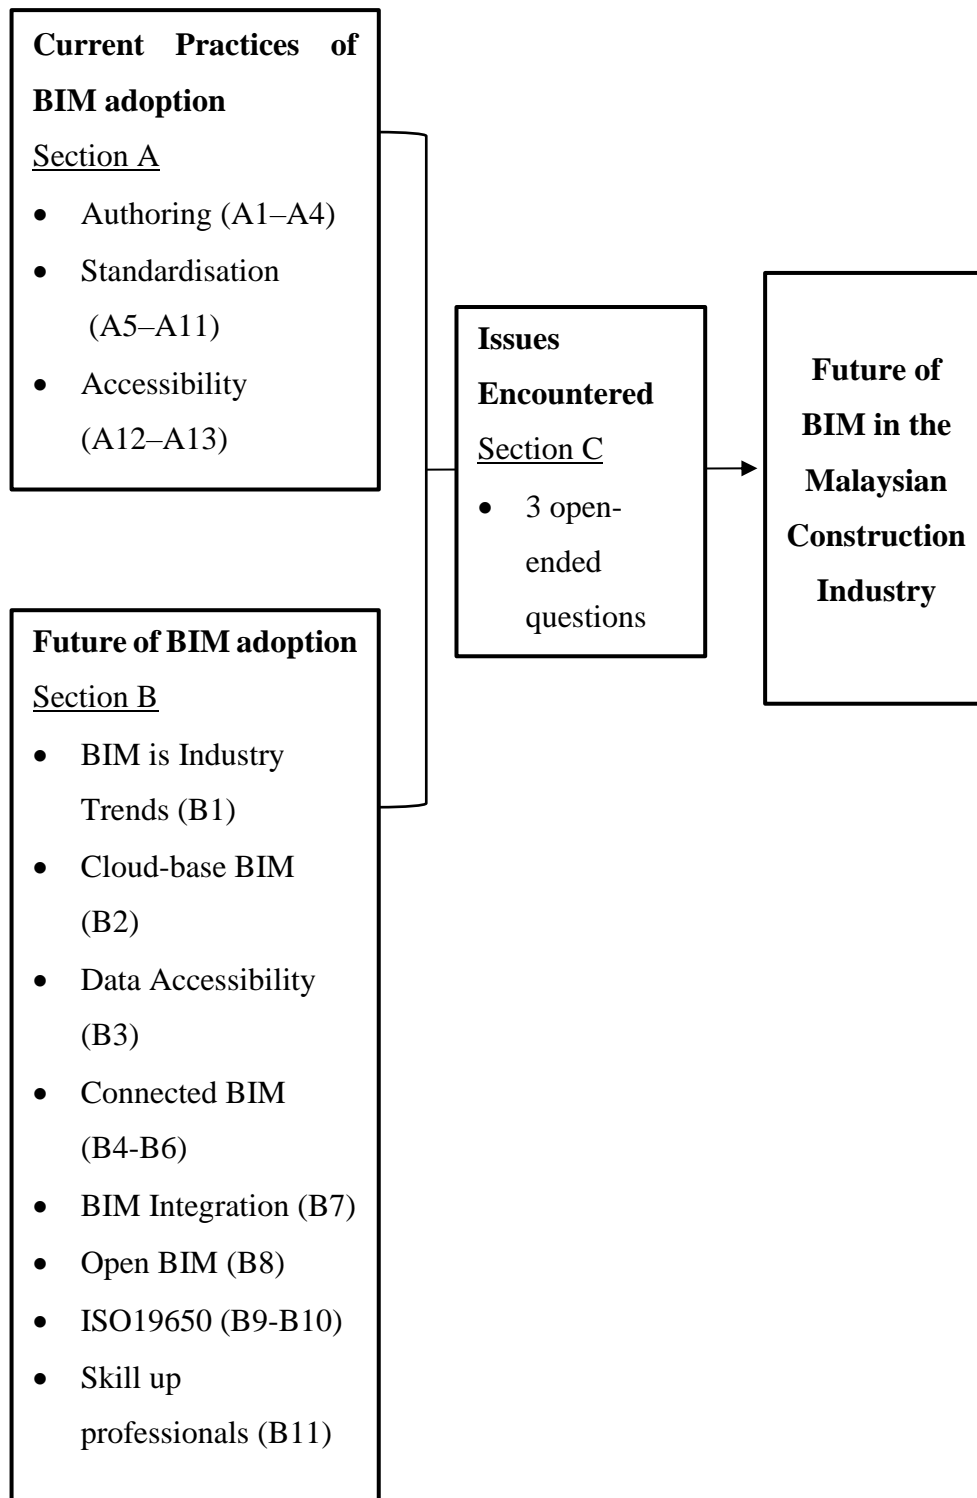 Current Practices of
BIM adoption
Section A
• Authoring (A1–A4)
• Standardisation
(A5–A11)
• Accessibility
(A12–A13)
Future of BIM adoption
Section B
• BIM is Industry
Trends (B1)
• Cloud-base BIM
(B2)
• Data Accessibility
(B3)
• Connected BIM
(B4-B6)
• BIM Integration (B7)
• Open BIM (B8)
• ISO19650 (B9-B10)
• Skill up
professionals (B11)
Issues
Encountered
Section C
• 3 open-
ended
questions
Future of
BIM in the
Malaysian
Construction
Industry